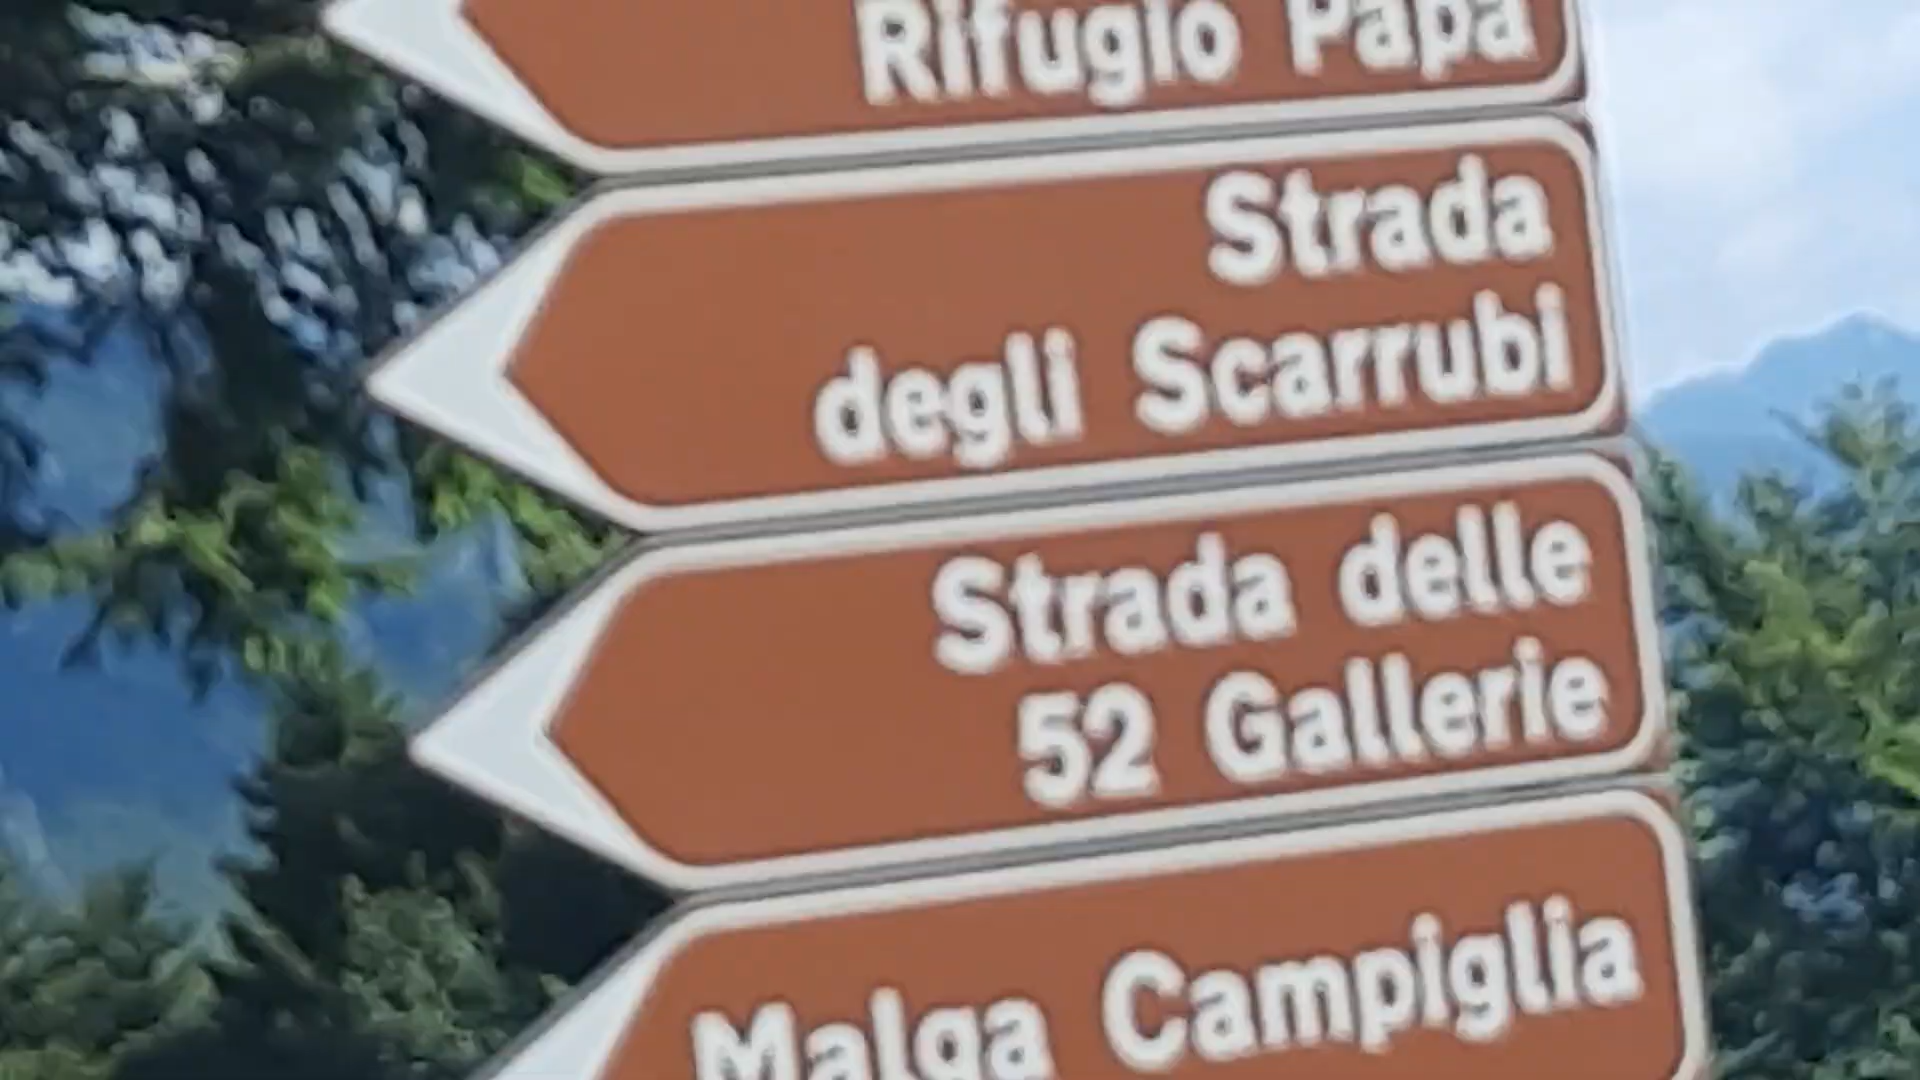 Rifugio Papa
Strada
degli Scarrubi
Strada delle
52 Gallerie
Malga Campiglia